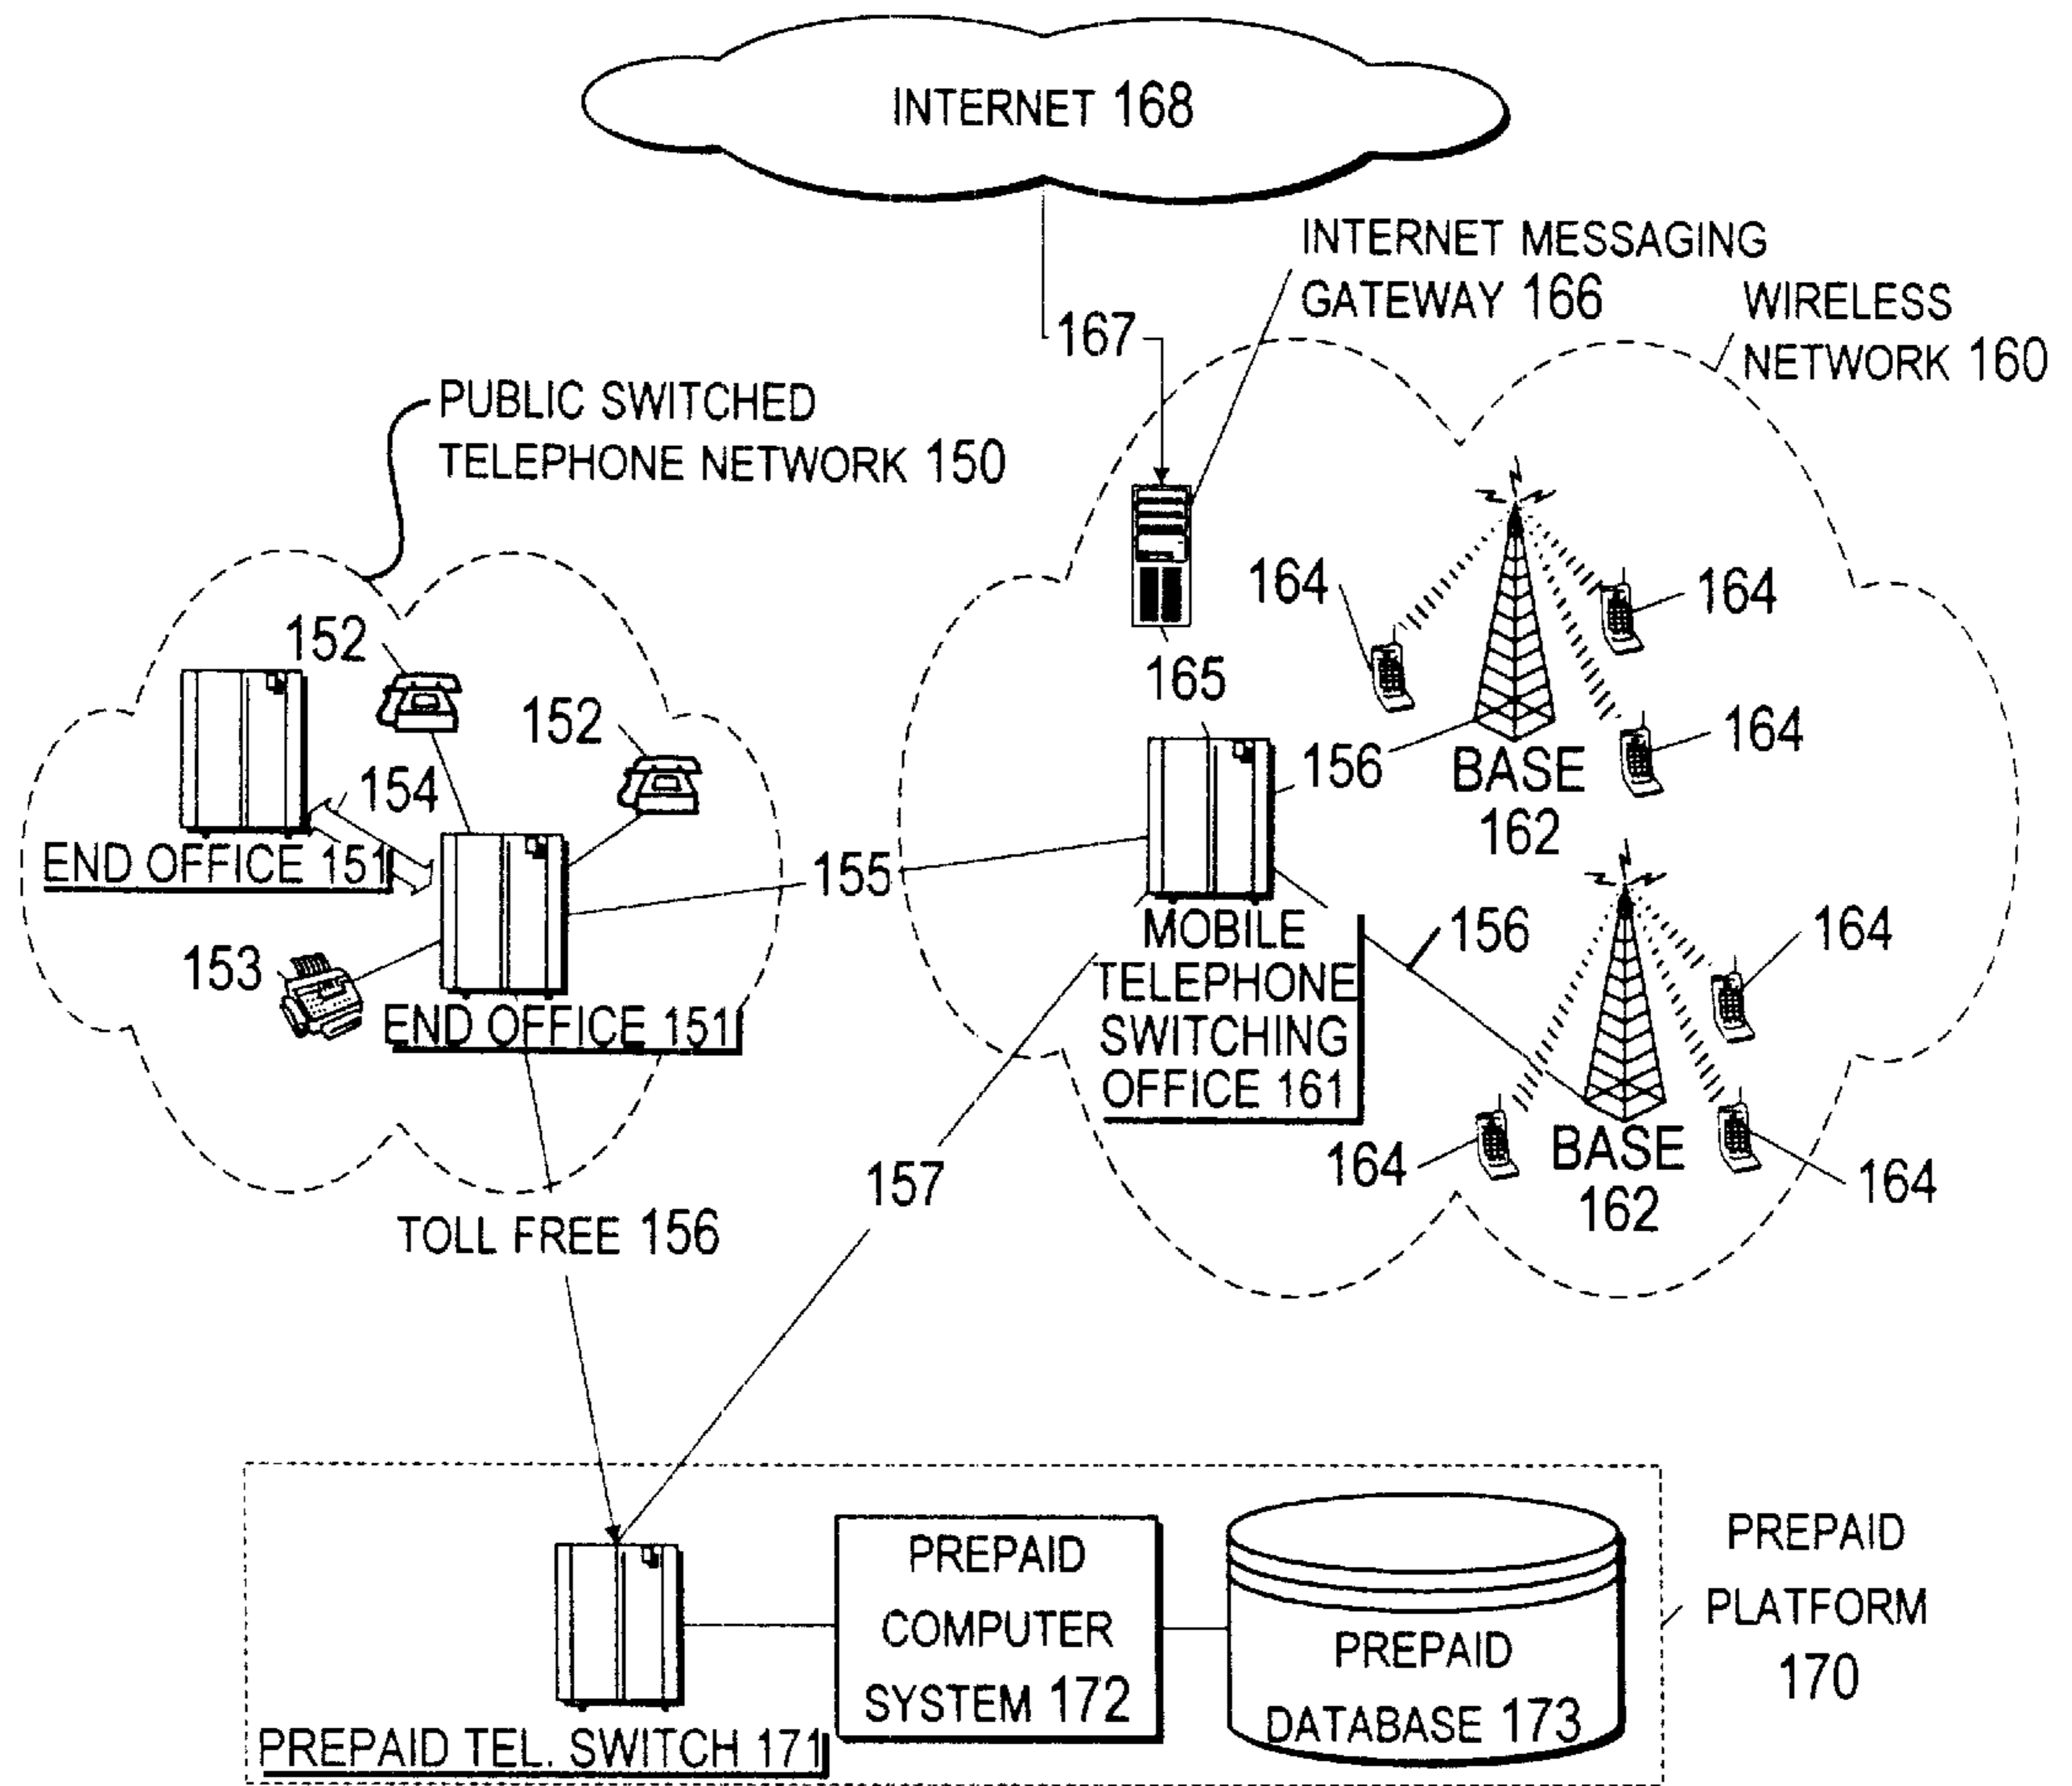 INTERNET 168
INTERNET MESSAGING
GATEWAY 166
WIRELESS
NETWORK 160
167
PUBLIC SWITCHED
TELEPHONE NETWORK 150
164
164
152
165
152
164
156
BASE
162
154
END OFFICE 151
155
153
END OFFICE 151
MOBILE
TELEPHONE
SWITCHING
OFFICE 161
156
164
164
BASE
162
164
157
TOLL FREE 156
PREPAID
COMPUTER
SYSTEM 172
PREPAID
DATABASE 173
PREPAID
PLATFORM
170
PREPAID TEL. SWITCH 171